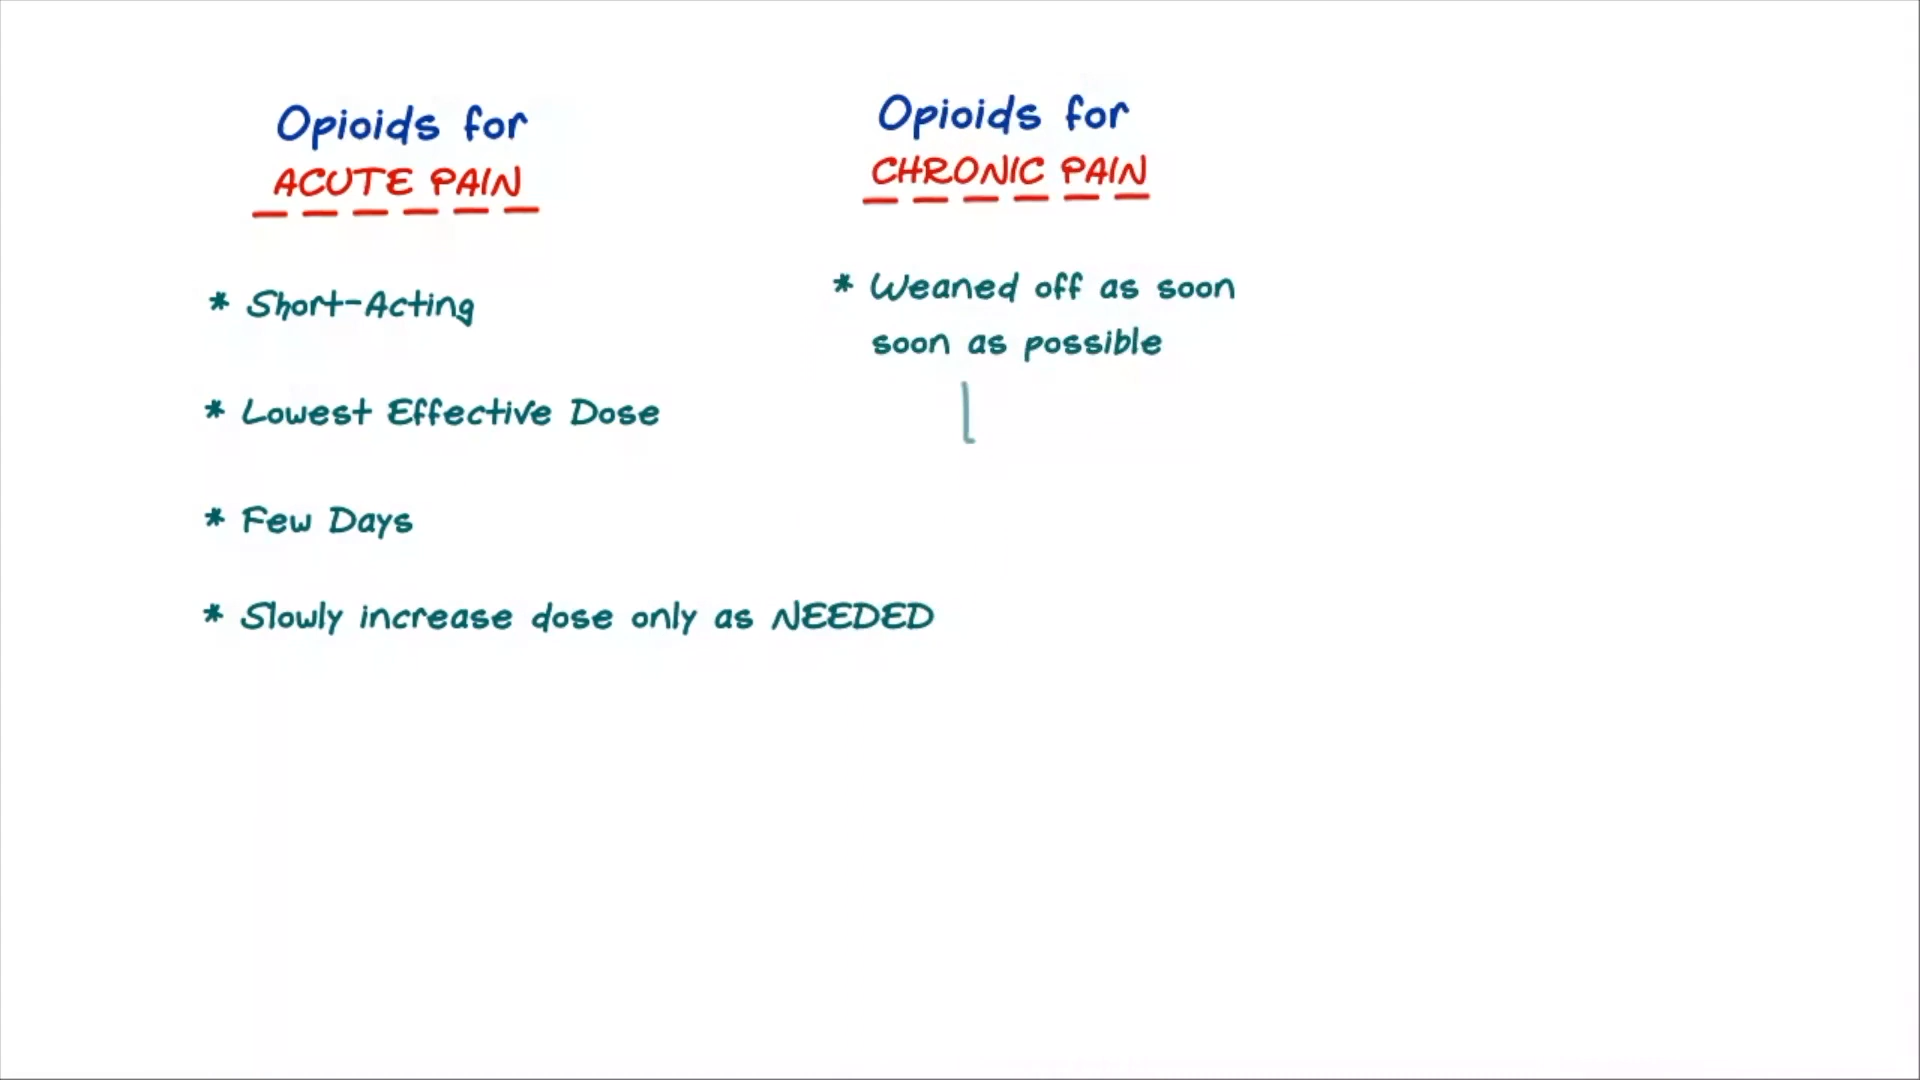 Opioids for
ACUTE PAIN
* Short-Acting
* Lowest Effective Dose
* Few Days
* Slowly increase dose only as NEEDED
Opioids for
CHRONIC PAIN
* Weaned off as soon
soon as possible